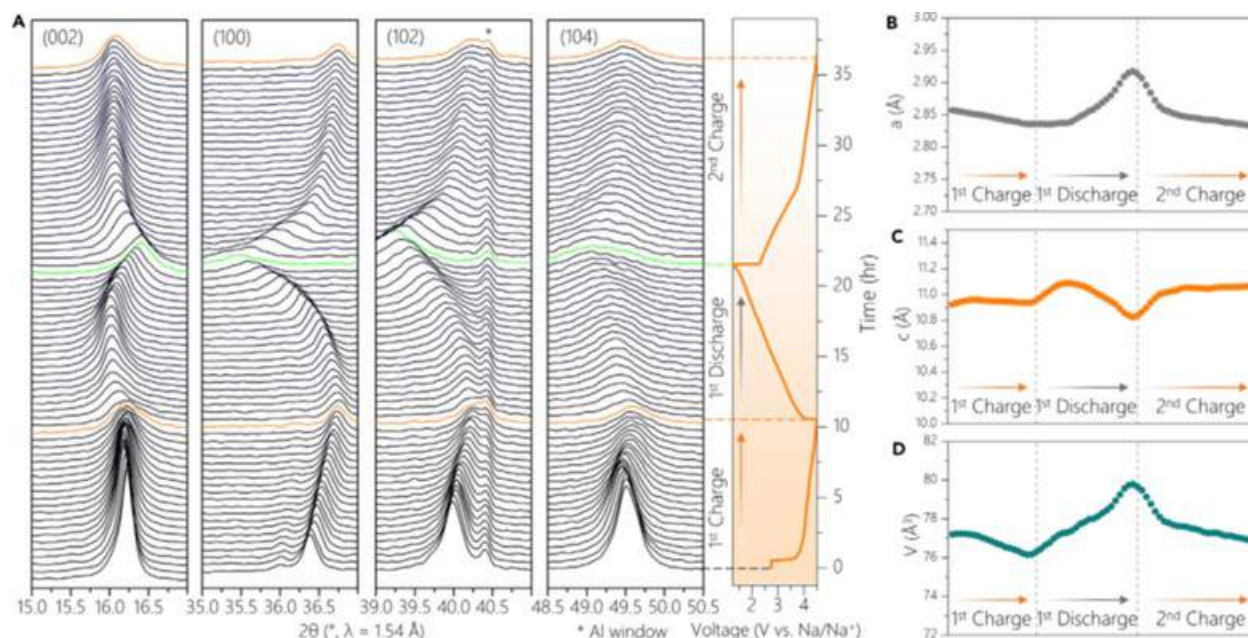 A
(002)
(100)
(102)
*
(104)
2nd Charge
1st Discharge
1st Charge
35
30
25
20
15
10
5
0
Time (hr)
15.0 15.5 16.0 16.5
35.0 35.5 36.0 36.5
39.0 39.5 40.0 40.5
48.5 49.0 49.5 50.0 50.5
2 3 4
2θ (°, λ = 1.54 Å)
* Al window
Voltage (V vs. Na/Na⁺)
B
3.00
2.95
2.90
2.85
2.80
2.75
2.70
a (Å)
1st Charge 1st Discharge 2nd Charge
C
11.4
11.2
11.0
10.8
10.6
10.4
10.2
10.0
c (Å)
1st Charge 1st Discharge 2nd Charge
D
82
80
78
76
74
72
V (Å³)
1st Charge 1st Discharge 2nd Charge